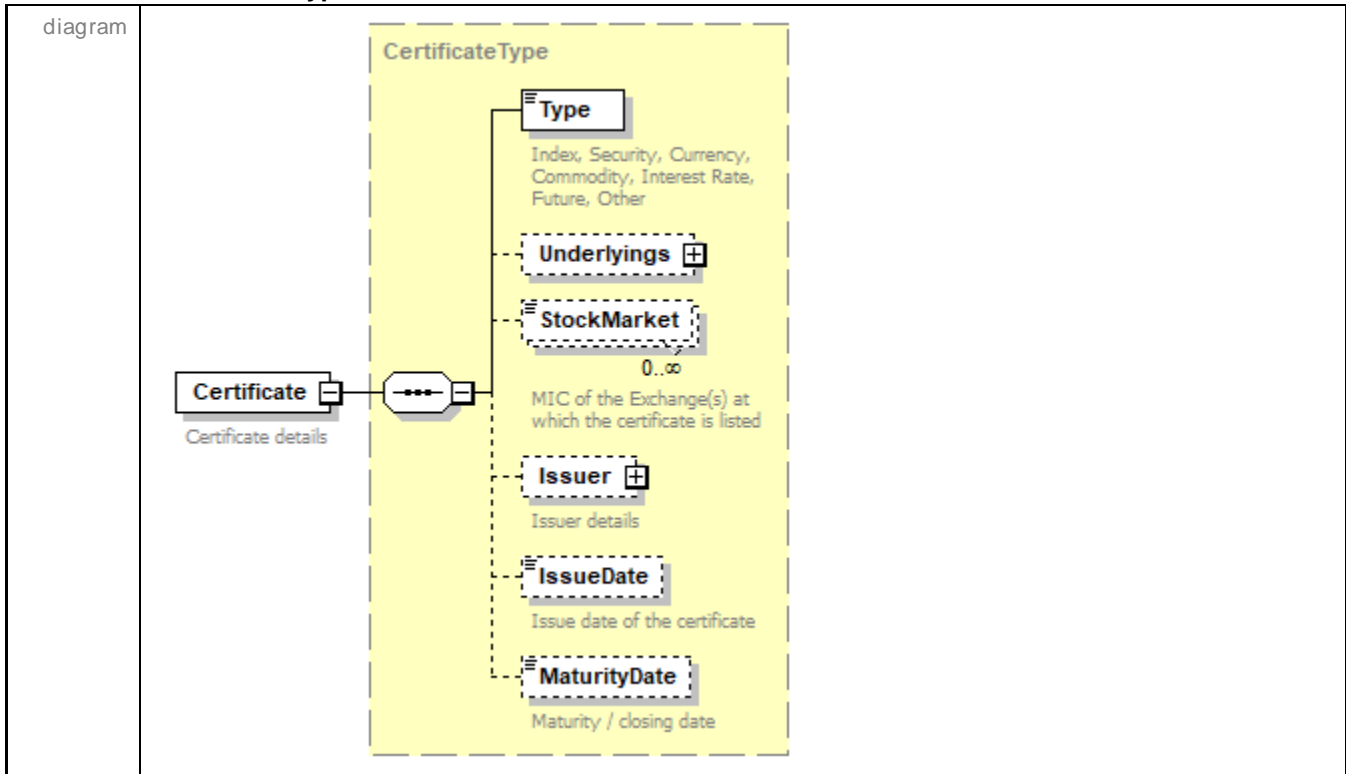 diagram
CertificateType
Type
Index, Security, Currency,
Commodity, Interest Rate,
Future, Other
Underlyings
StockMarket
0..∞
MIC of the Exchange(s) at
which the certificate is listed
Certificate
Certificate details
Issuer
Issuer details
IssueDate
Issue date of the certificate
MaturityDate
Maturity / closing date